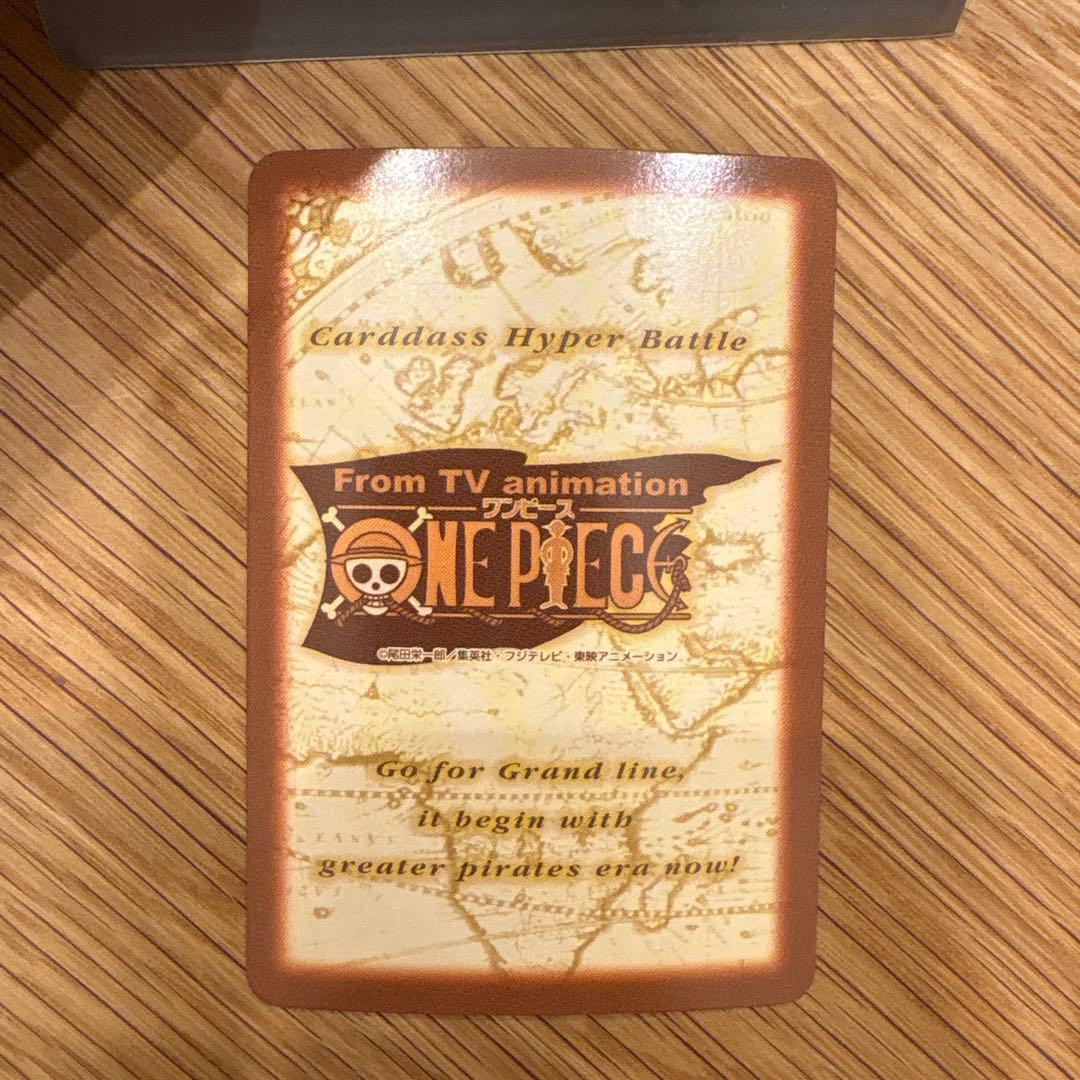 Carddass Hyper Battle
From TV animation
ワンピース
ONE PIECE
©尾田栄一郎／集英社・フジテレビ・東映アニメーション
Go for Grand line,
it begin with
greater pirates era now!